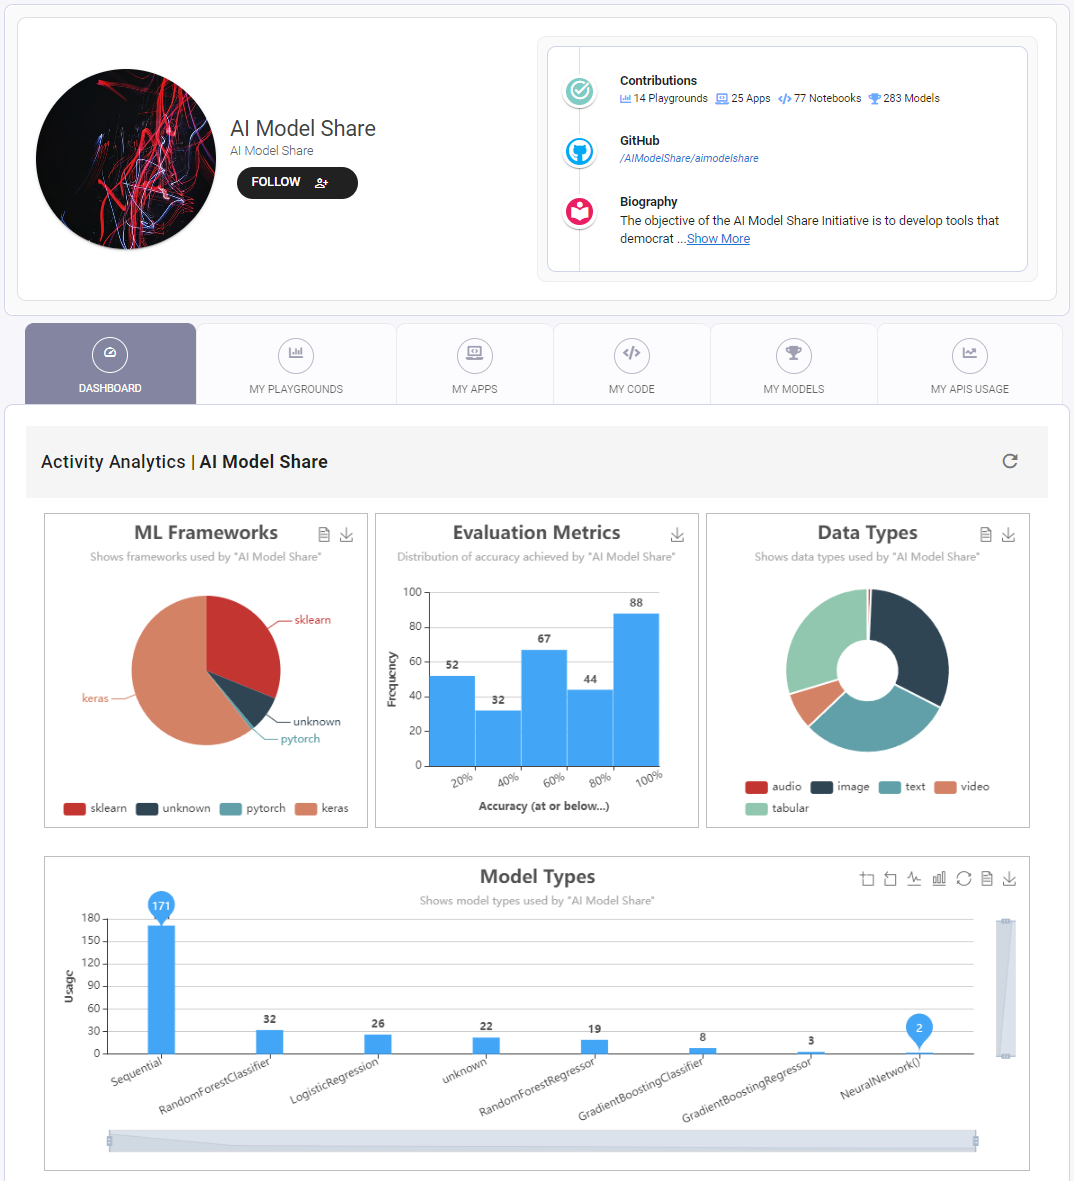 AI Model Share
AI Model Share
FOLLOW
Contributions
14 Playgrounds 25 Apps 77 Notebooks 283 Models
GitHub
/AIModelShare/aimodelshare
Biography
The objective of the AI Model Share Initiative is to develop tools that
democrat ...Show More
DASHBOARD MY PLAYGROUNDS MY APPS MY CODE MY MODELS MY APIS USAGE
Activity Analytics | AI Model Share
ML Frameworks
Shows frameworks used by "AI Model Share"
sklearn
keras
unknown
pytorch
sklearn unknown pytorch keras
Evaluation Metrics
Distribution of accuracy achieved by "AI Model Share"
Frequency
100
80
60
40
20
0
52 32 67 44 88
20% 40% 60% 80% 100%
Accuracy (at or below...)
Data Types
Shows data types used by "AI Model Share"
audio image text video
tabular
Model Types
Shows model types used by "AI Model Share"
Usage
180
150
120
90
60
30
0
171 32 26 22 19 8 3 2
Sequential RandomForestClassifier LogisticRegression unknown RandomForestRegressor GradientBoostingClassifier GradientBoostingRegressor NeuralNetwork()